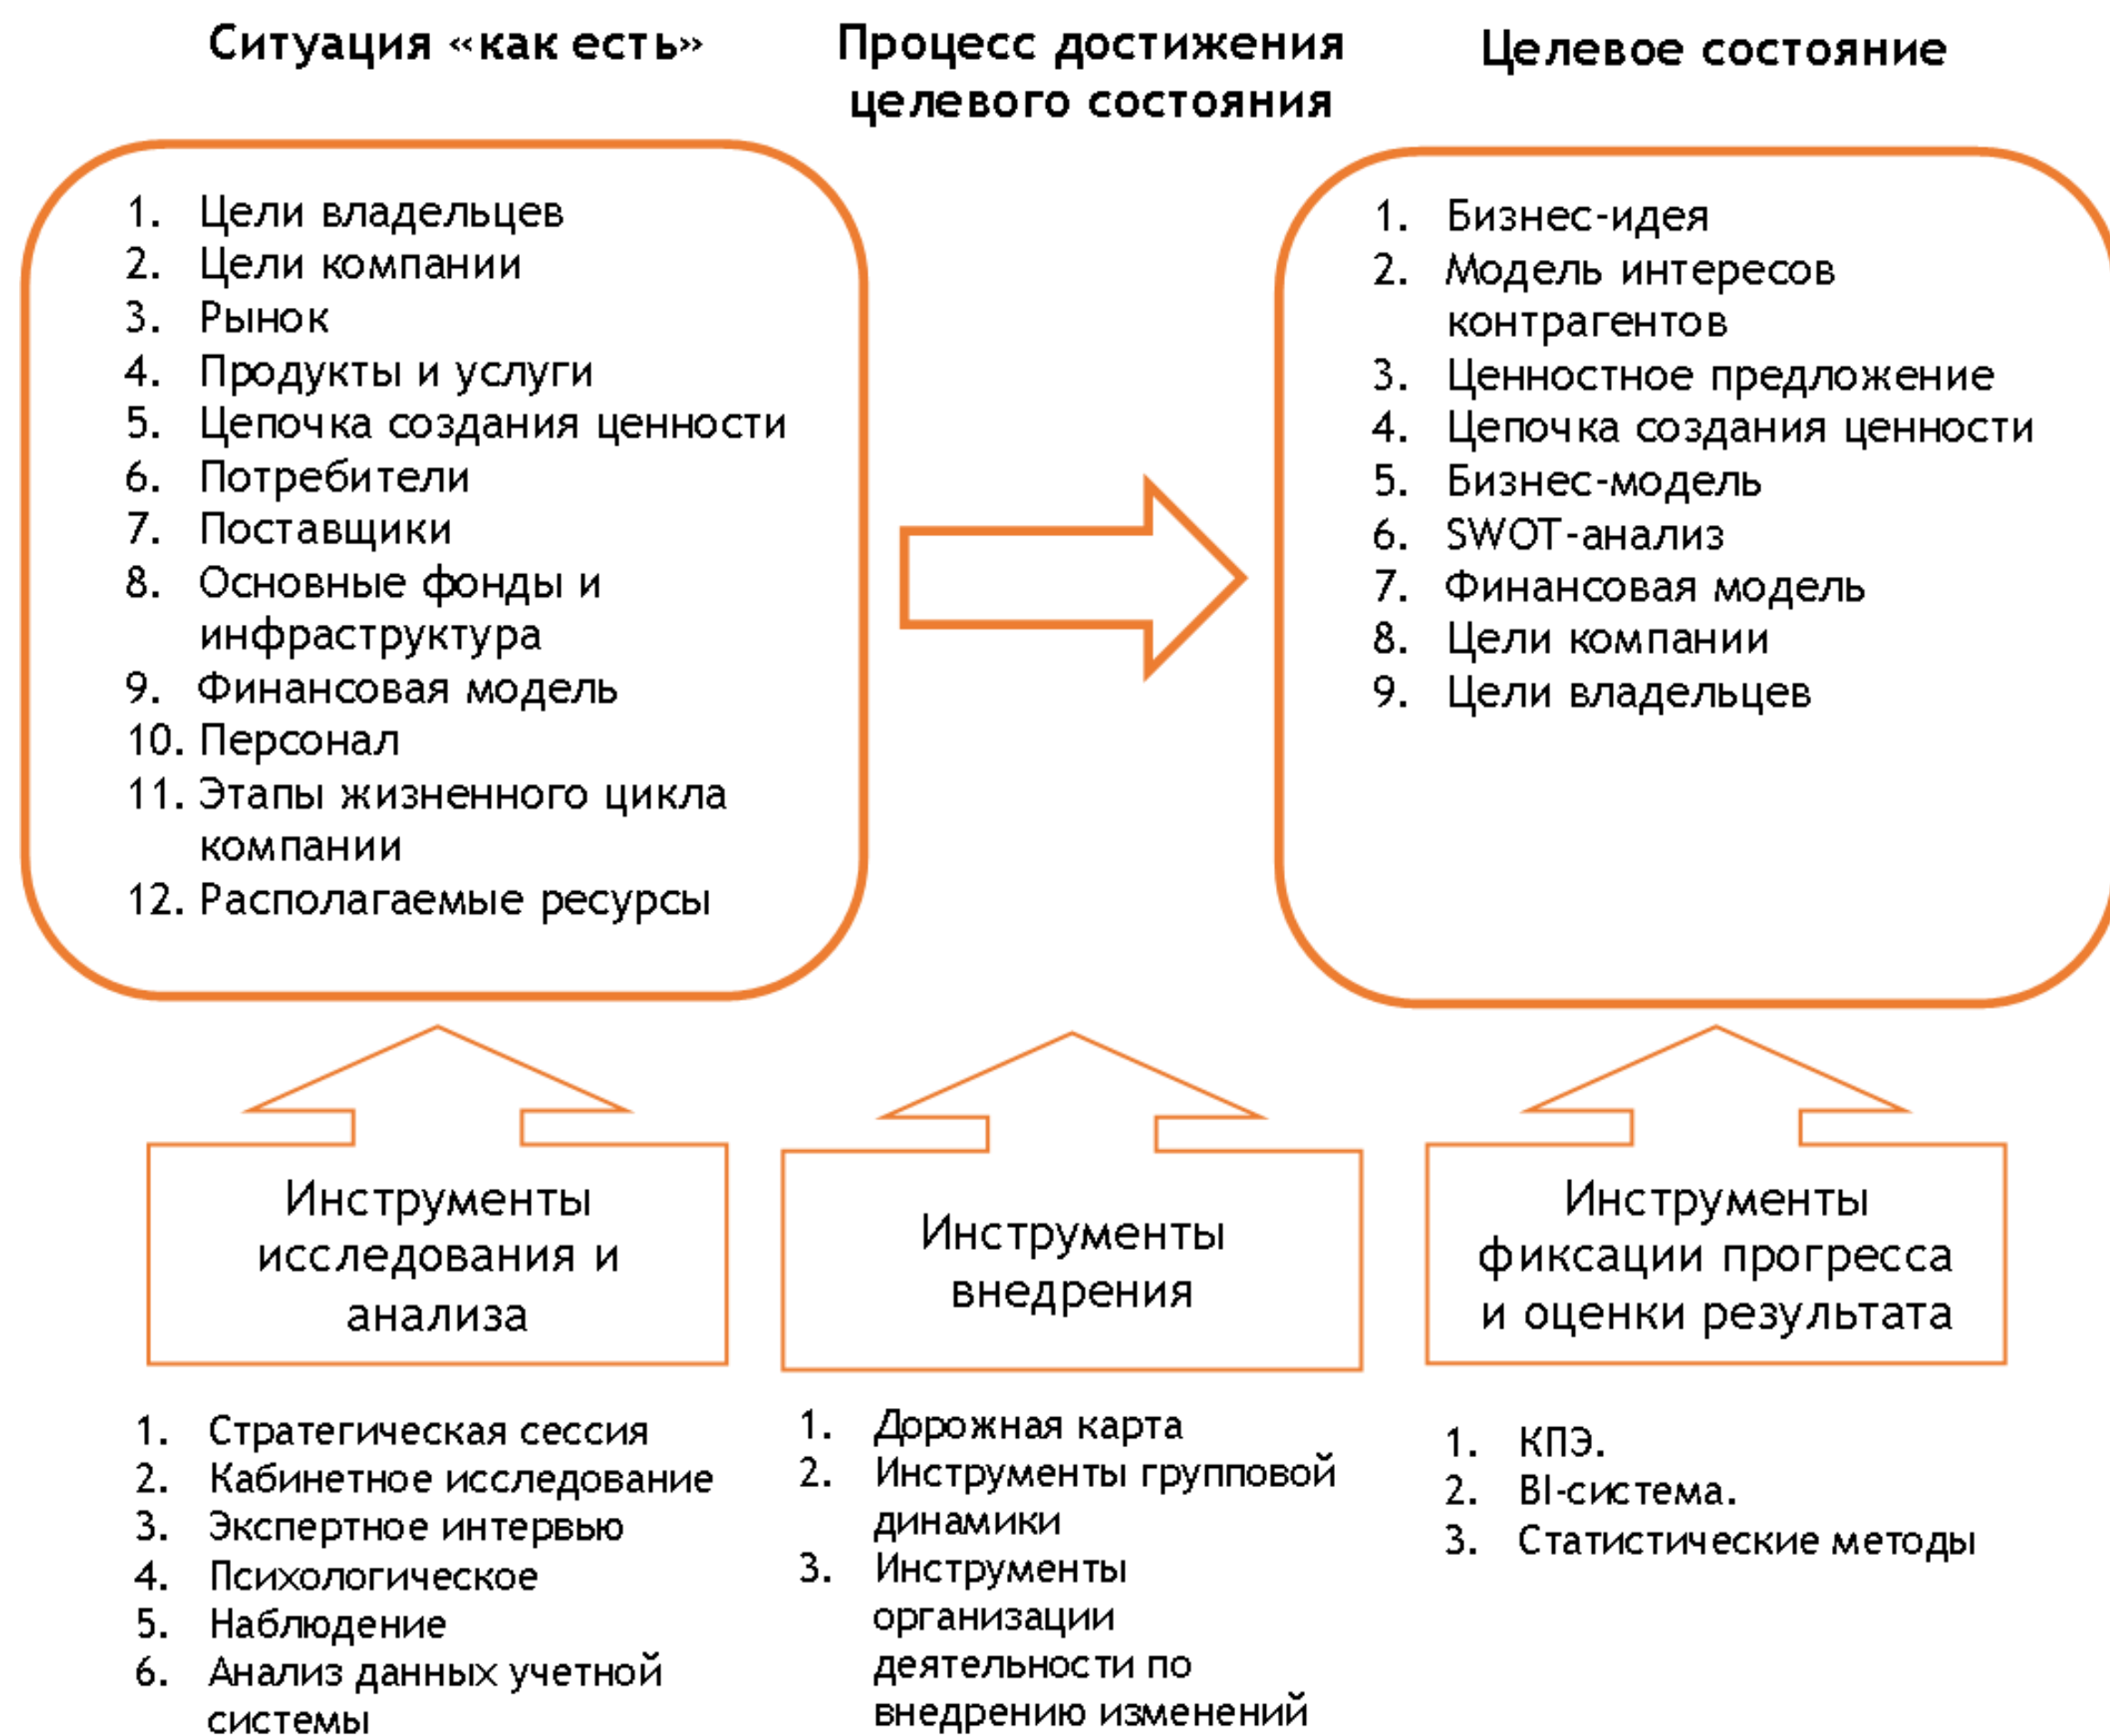 Ситуация «как есть»
Процесс достижения
целевого состояния
Целевое состояние
1. Цели владельцев
2. Цели компании
3. Рынок
4. Продукты и услуги
5. Цепочка создания ценности
6. Потребители
7. Поставщики
8. Основные фонды и
инфраструктура
9. Финансовая модель
10. Персонал
11. Этапы жизненного цикла
компании
12. Располагаемые ресурсы
1. Бизнес-идея
2. Модель интересов
контрагентов
3. Ценностное предложение
4. Цепочка создания ценности
5. Бизнес-модель
6. SWOT-анализ
7. Финансовая модель
8. Цели компании
9. Цели владельцев
Инструменты
исследования и
анализа
Инструменты
внедрения
Инструменты
фиксации прогресса
и оценки результата
1. Стратегическая сессия
2. Кабинетное исследование
3. Экспертное интервью
4. Психологическое
5. Наблюдение
6. Анализ данных учетной
системы
1. Дорожная карта
2. Инструменты групповой
динамики
3. Инструменты
организации
деятельности по
внедрению изменений
1. КПЭ.
2. BI-система.
3. Статистические методы